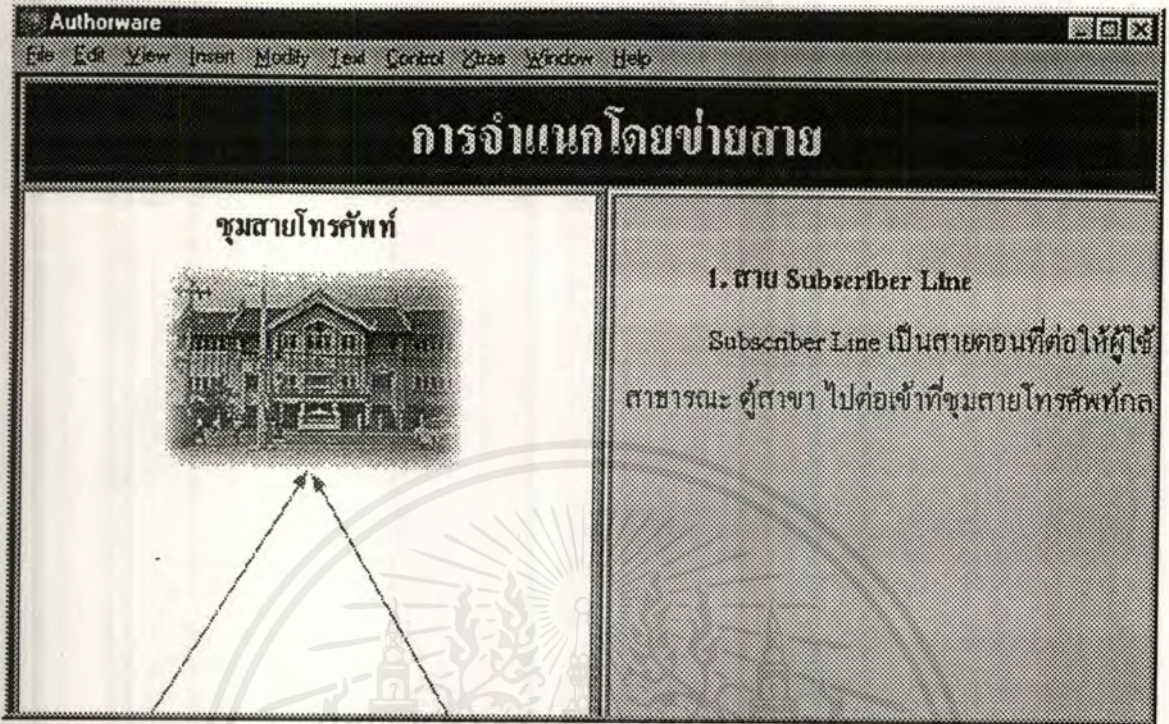 Authorware
File Edit View Insert Modify Text Control Xtras Window Help
การจำแนกโดยข่ายสาย
ชุมสายโทรศัพท์
1. สาย Subscriber Line
Subscriber Line เป็นสายตอนที่ต่อให้ผู้ใช้
สาธารณะ ตู้สาขา ไปต่อเข้าที่ชุมสายโทรศัพท์กล